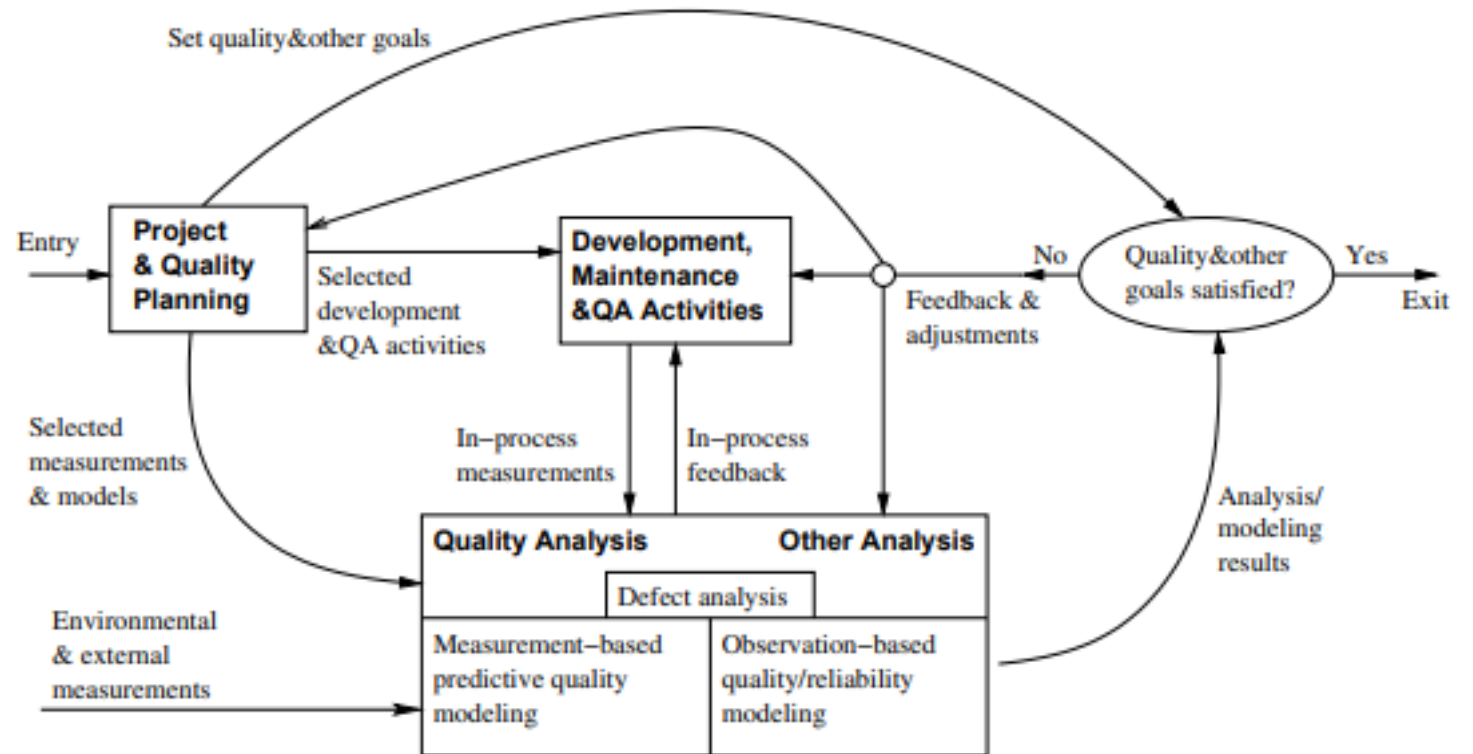 Set quality&other goals
Entry
Project
& Quality
Planning
Selected
development
&QA activities
Development,
Maintenance
&QA Activities
No
Feedback &
adjustments
Quality&other
goals satisfied?
Yes
Exit
Selected
measurements
& models
In−process
measurements
In−process
feedback
Analysis/
modeling
results
Quality Analysis
Other Analysis
Defect analysis
Environmental
& external
measurements
Measurement−based
predictive quality
modeling
Observation−based
quality/reliability
modeling